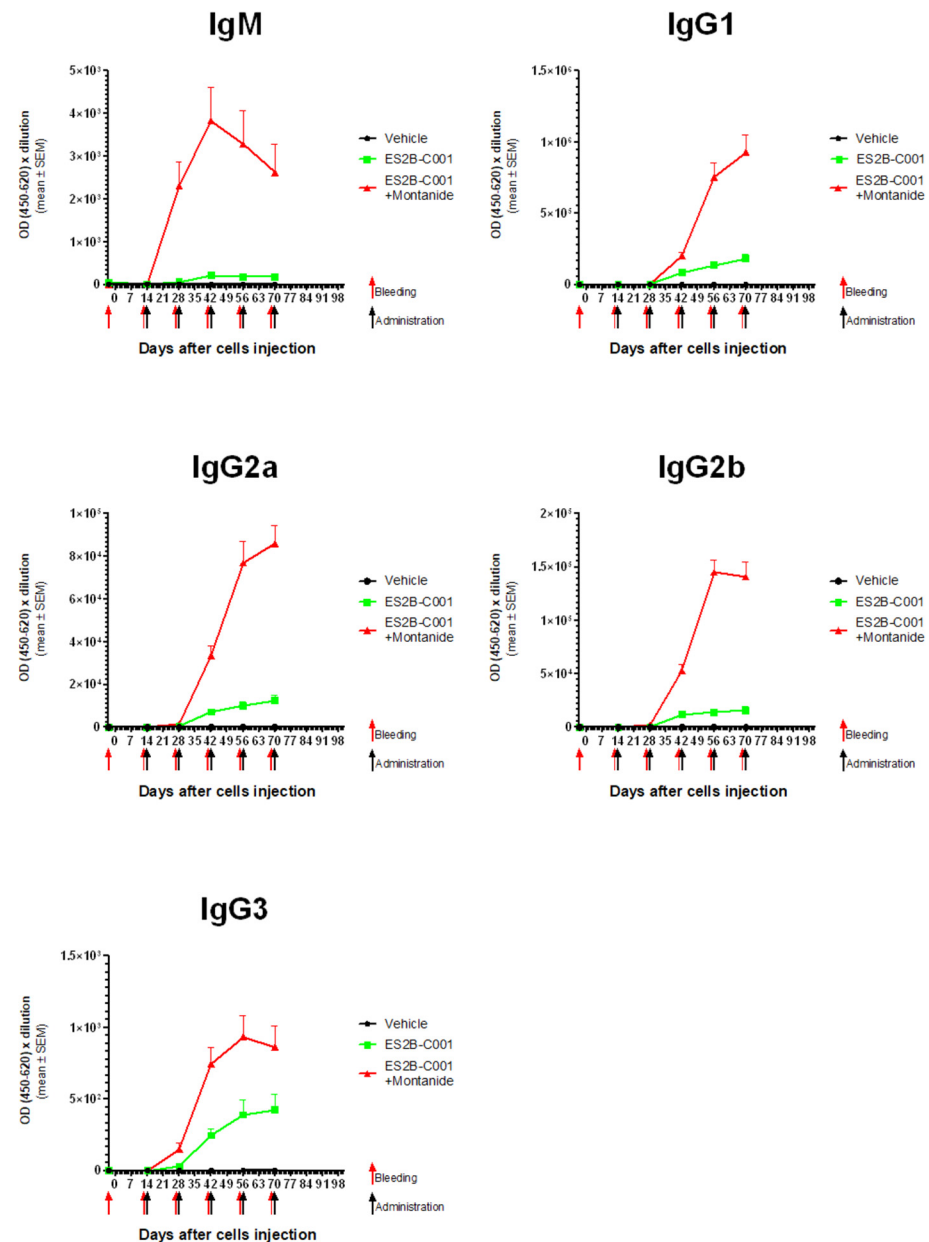 IgM
OD (450-620) x dilution
(mean ± SEM)
5×10³
4×10³
3×10³
2×10³
1×10³
0
0 7 14 21 28 35 42 49 56 63 70 77 84 91 98
Days after cells injection
Vehicle
ES2B-C001
ES2B-C001
+Montanide
Bleeding
Administration
IgG1
OD (450-620) x dilution
(mean ± SEM)
1.5×10⁶
1×10⁶
5×10⁵
0
0 7 14 21 28 35 42 49 56 63 70 77 84 91 98
Days after cells injection
Vehicle
ES2B-C001
ES2B-C001
+Montanide
Bleeding
Administration
IgG2a
OD (450-620) x dilution
(mean ± SEM)
1×10⁵
8×10⁴
6×10⁴
4×10⁴
2×10⁴
0
0 7 14 21 28 35 42 49 56 63 70 77 84 91 98
Days after cells injection
Vehicle
ES2B-C001
ES2B-C001
+Montanide
Bleeding
Administration
IgG2b
OD (450-620) x dilution
(mean ± SEM)
2×10⁵
1.5×10⁵
1×10⁵
5×10⁴
0
0 7 14 21 28 35 42 49 56 63 70 77 84 91 98
Days after cells injection
Vehicle
ES2B-C001
ES2B-C001
+Montanide
Bleeding
Administration
IgG3
OD (450-620) x dilution
(mean ± SEM)
1.5×10³
1×10³
5×10²
0
0 7 14 21 28 35 42 49 56 63 70 77 84 91 98
Days after cells injection
Vehicle
ES2B-C001
ES2B-C001
+Montanide
Bleeding
Administration